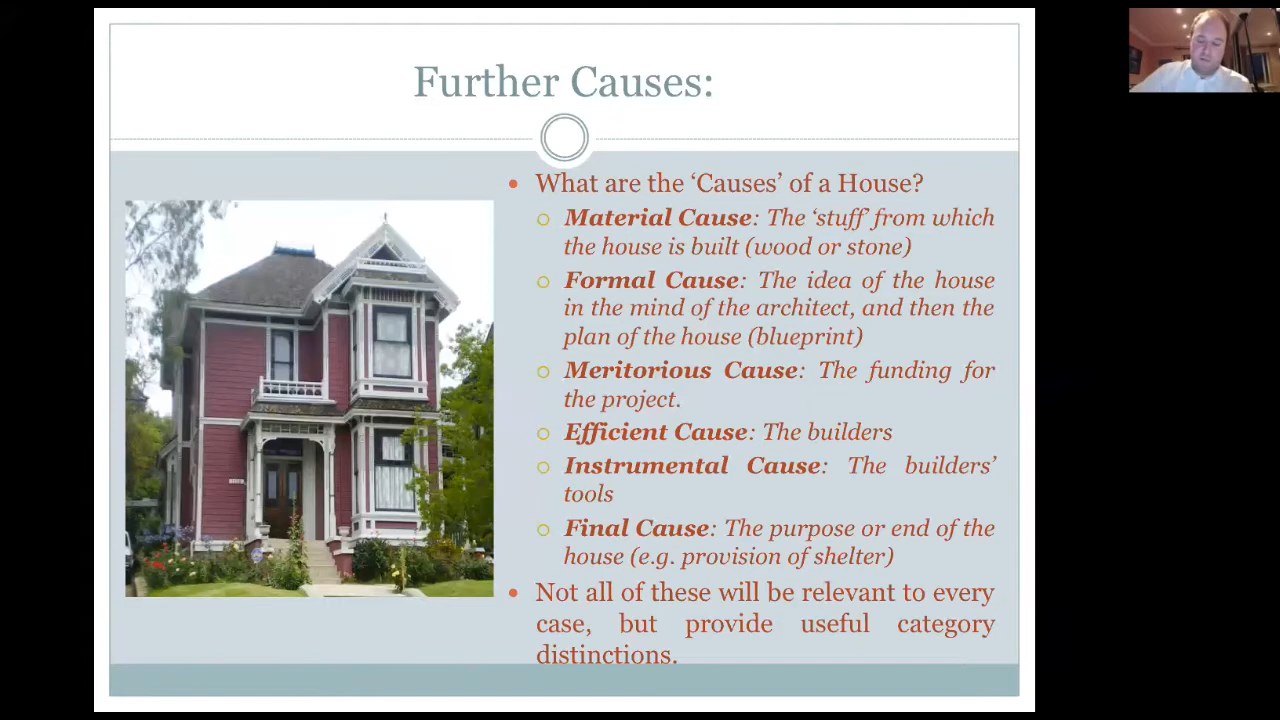 Further Causes:
What are the ‘Causes’ of a House?
Material Cause: The ‘stuff’ from which
the house is built (wood or stone)
Formal Cause: The idea of the house
in the mind of the architect, and then the
plan of the house (blueprint)
Meritorious Cause: The funding for
the project.
Efficient Cause: The builders
Instrumental Cause: The builders’
tools
Final Cause: The purpose or end of the
house (e.g. provision of shelter)
Not all of these will be relevant to every
case, but provide useful category
distinctions.